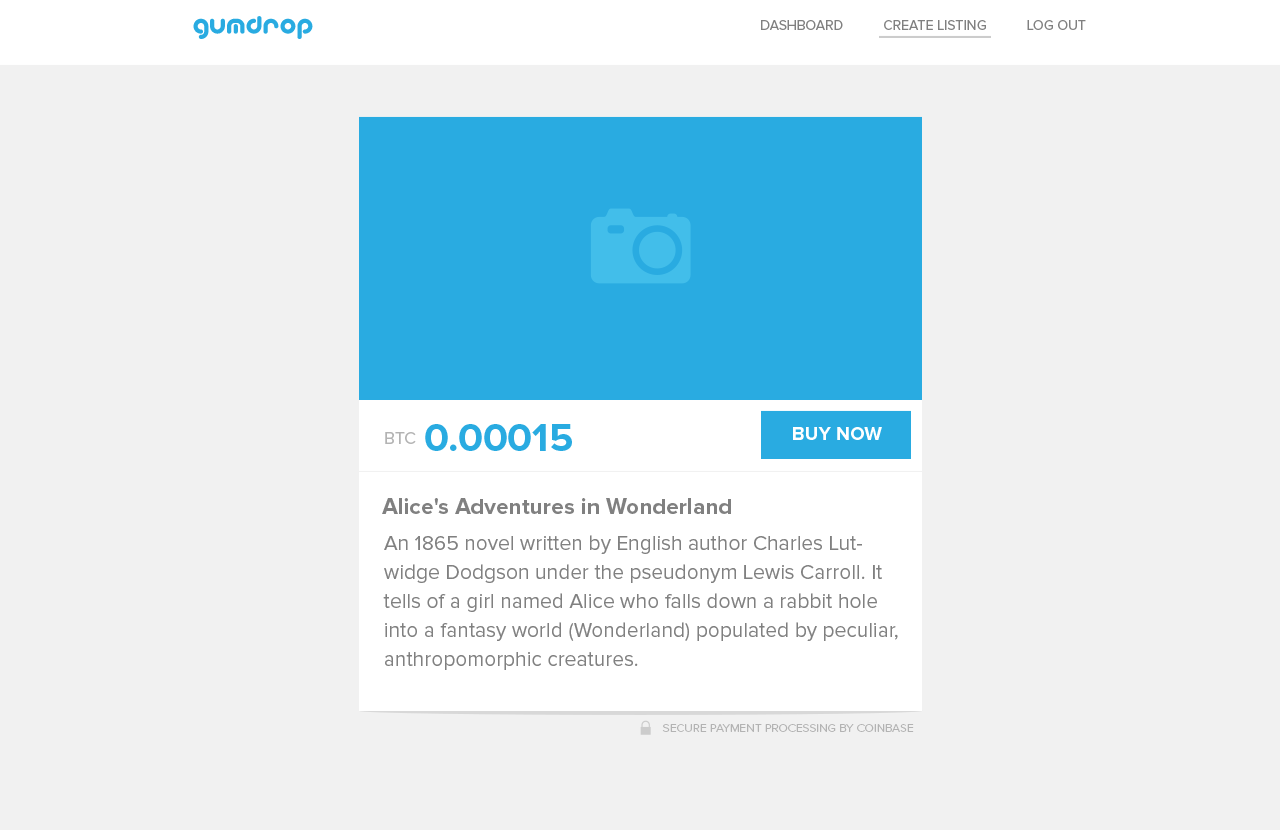 gumdrop
DASHBOARD
CREATE LISTING
LOG OUT
BTC 0.00015
BUY NOW
Alice's Adventures in Wonderland
An 1865 novel written by English author Charles Lut-
widge Dodgson under the pseudonym Lewis Carroll. It
tells of a girl named Alice who falls down a rabbit hole
into a fantasy world (Wonderland) populated by peculiar,
anthropomorphic creatures.
SECURE PAYMENT PROCESSING BY COINBASE